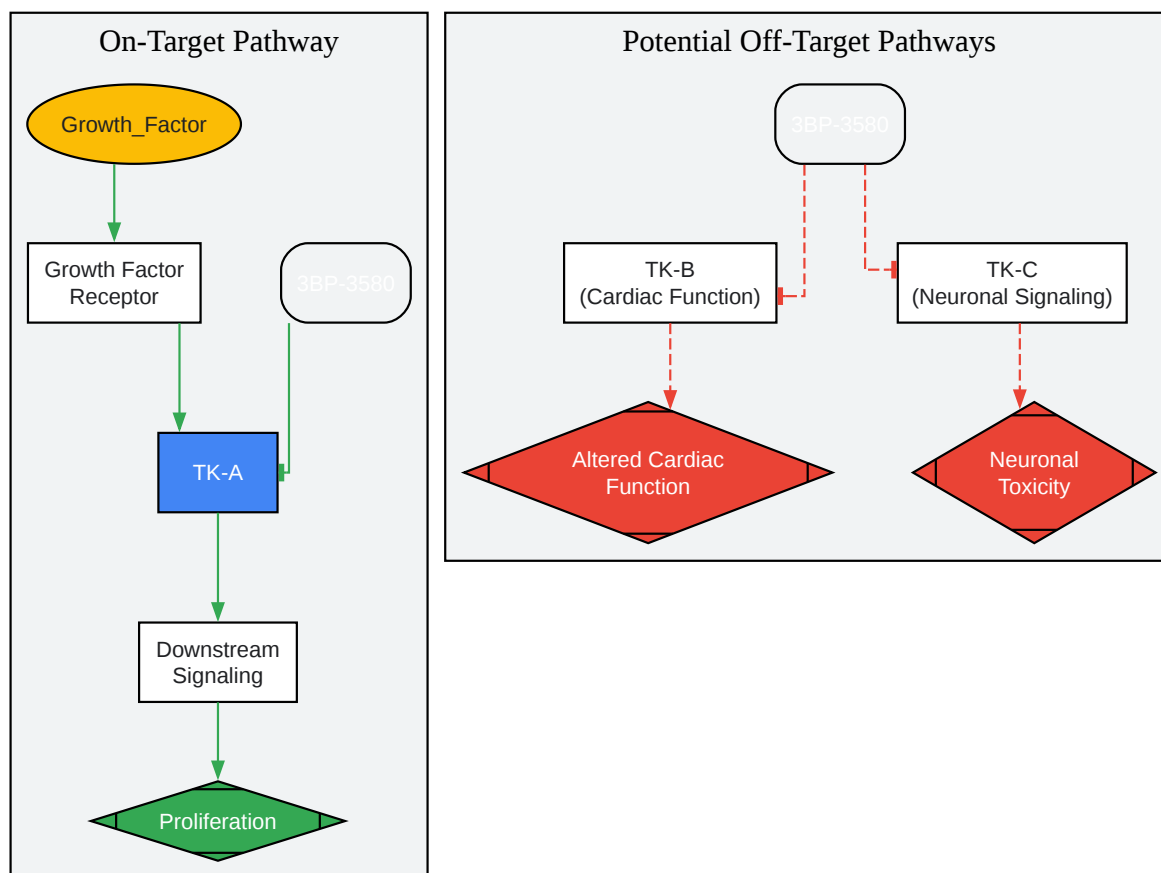 On-Target Pathway
Growth_Factor
Growth Factor
Receptor
3BP-3580
TK-A
Downstream
Signaling
Proliferation
Potential Off-Target Pathways
3BP-3580
TK-B
(Cardiac Function)
TK-C
(Neuronal Signaling)
Altered Cardiac
Function
Neuronal
Toxicity